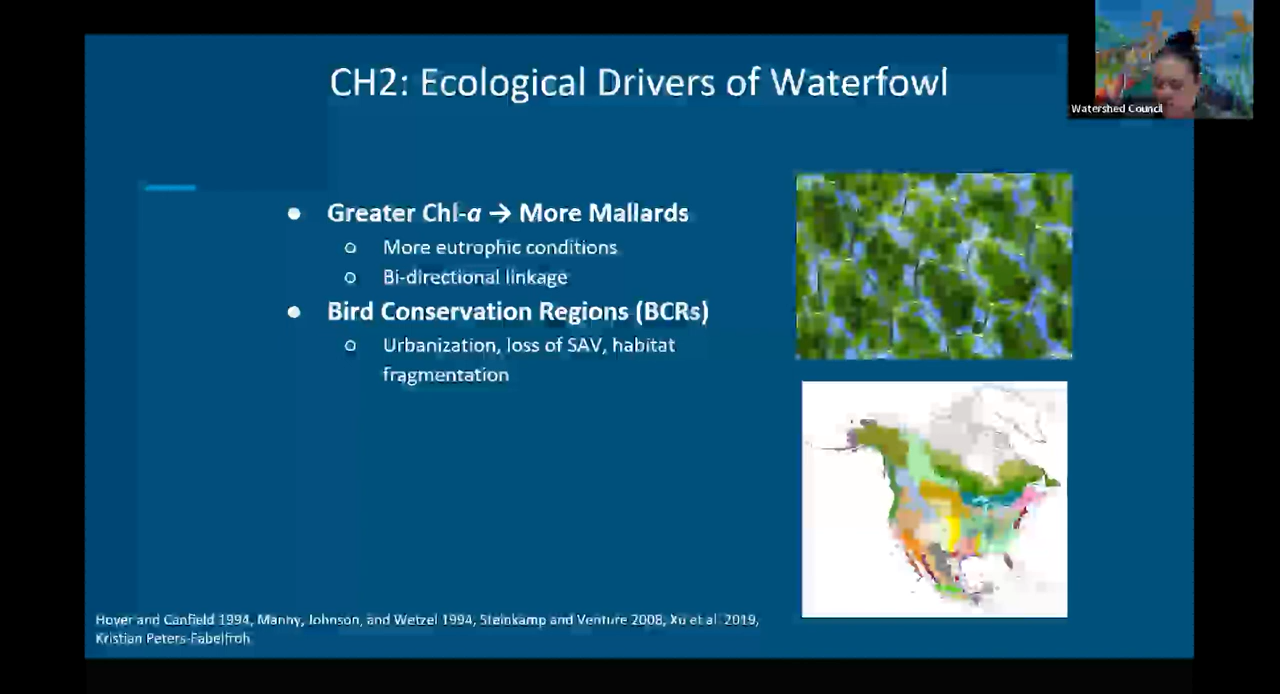 CH2: Ecological Drivers of Waterfowl
Watershed Council
● Greater Chl-a → More Mallards
○ More eutrophic conditions
○ Bi-directional linkage
● Bird Conservation Regions (BCRs)
○ Urbanization, loss of SAV, habitat
fragmentation
Hoyer and Canfield 1994, Manny, Johnson, and Wetzel 1994, Steinkamp and Venture 2008, Xu et al. 2019,
Kristian Peters-Fabelfroh